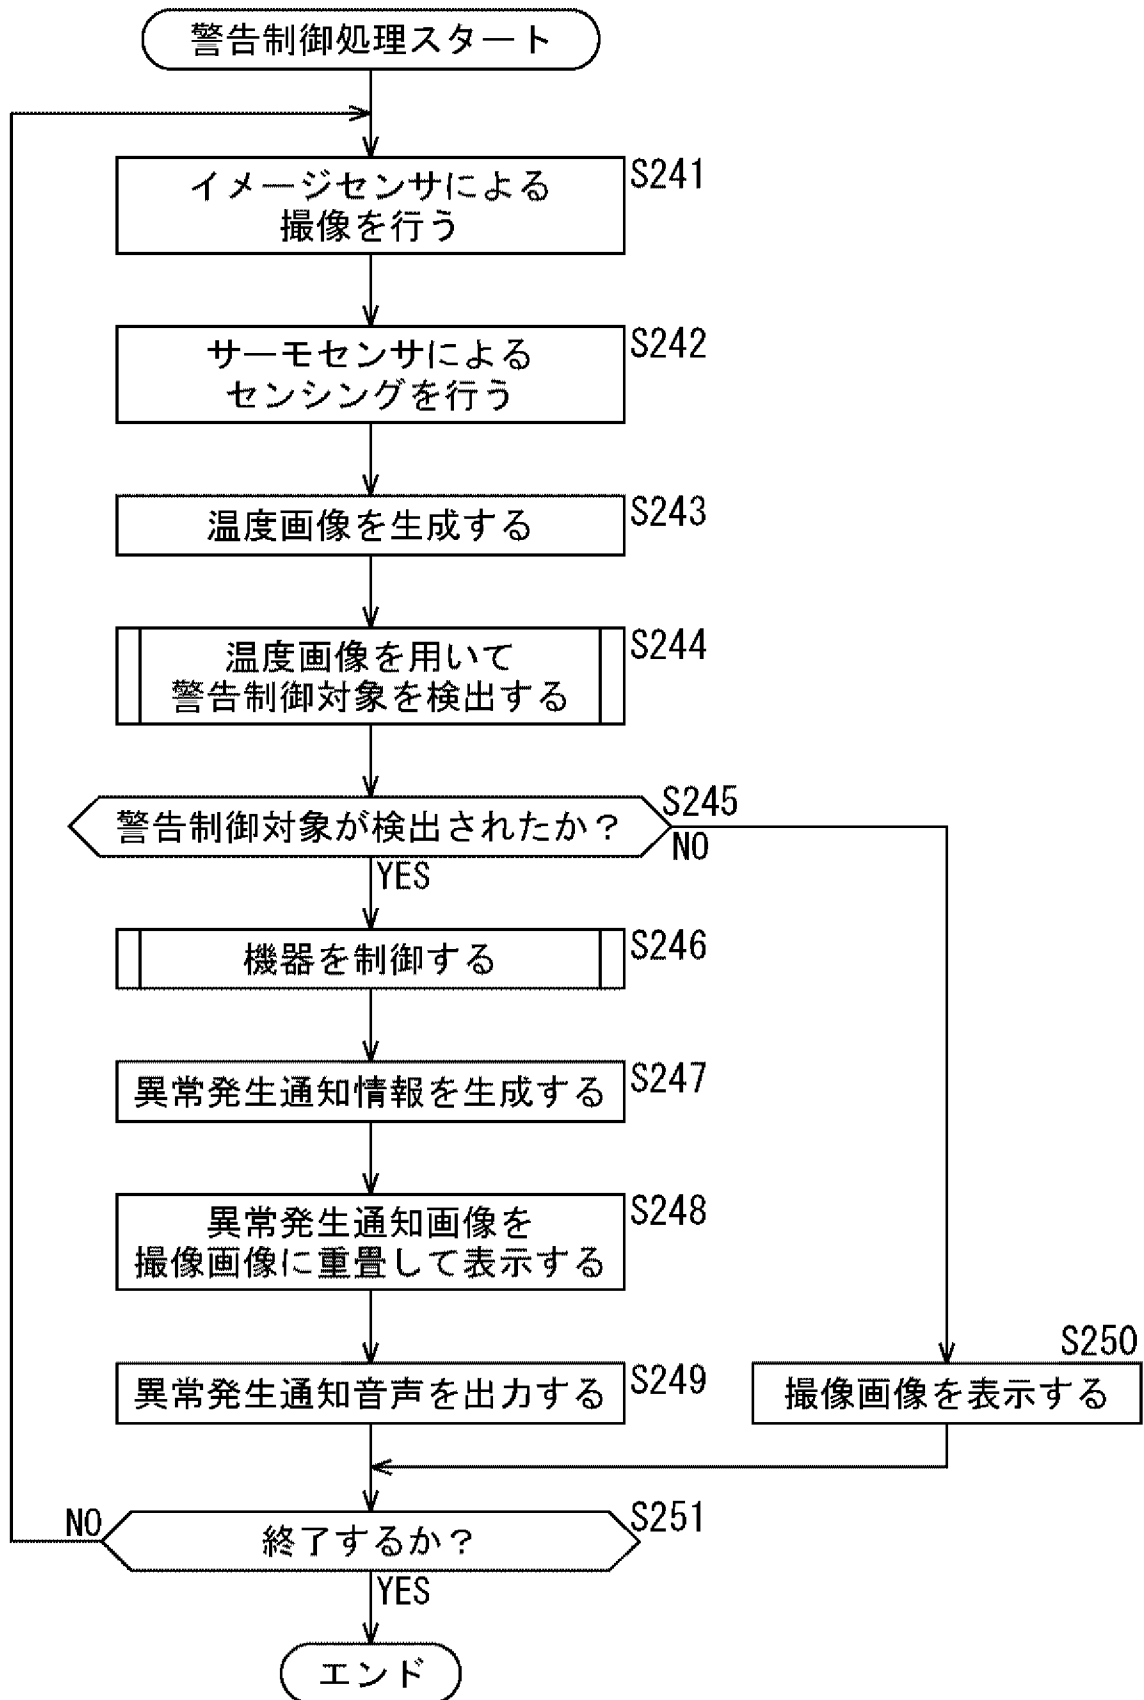 警告制御処理スタート
イメージセンサによる
撮像を行う
S241
サーモセンサによる
センシングを行う
S242
温度画像を生成する
S243
温度画像を用いて
警告制御対象を検出する
S244
警告制御対象が検出されたか？
S245
NO
YES
機器を制御する
S246
異常発生通知情報を生成する
S247
異常発生通知画像を
撮像画像に重畳して表示する
S248
異常発生通知音声を出力する
S249
撮像画像を表示する
S250
終了するか？
S251
NO
YES
エンド